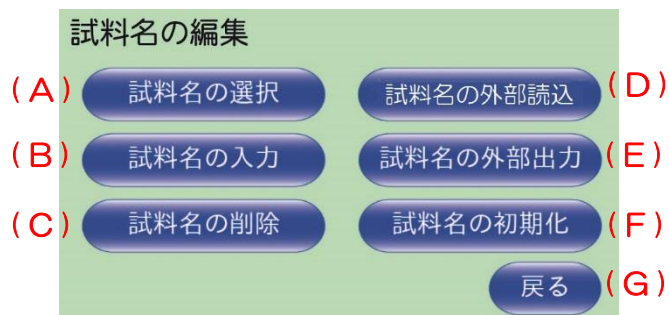 試料名の編集
(A) 試料名の選択 試料名の外部読込 (D)
(B) 試料名の入力 試料名の外部出力 (E)
(C) 試料名の削除 試料名の初期化 (F)
戻る (G)